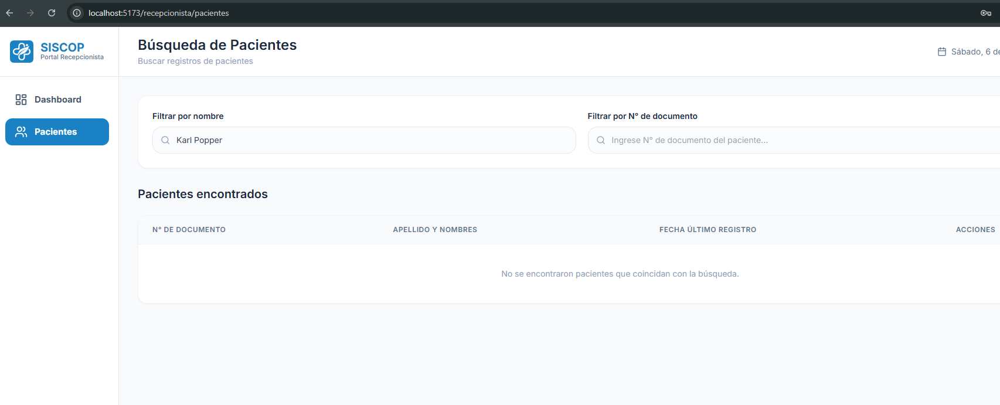 localhost:5173/recepcionista/pacientes
SISCOP
Portal Recepcionista
Búsqueda de Pacientes
Buscar registros de pacientes
Sábado, 6 de
Dashboard
Pacientes
Filtrar por nombre
Filtrar por N° de documento
Karl Popper
Ingrese N° de documento del paciente...
Pacientes encontrados
N° DE DOCUMENTO
APELLIDO Y NOMBRES
FECHA ÚLTIMO REGISTRO
ACCIONES
No se encontraron pacientes que coincidan con la búsqueda.